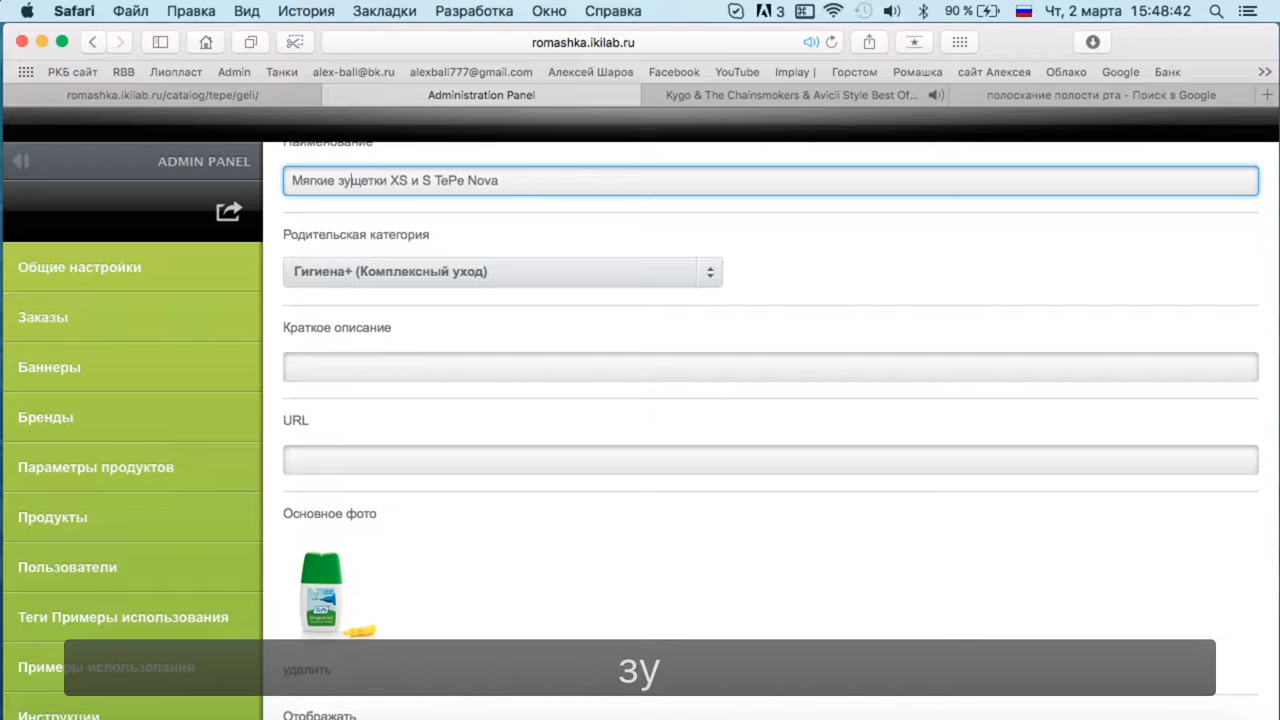 Safari Файл Правка Вид История Закладки Разработка Окно Справка 3 90 % Чт, 2 марта 15:48:42
romashka.ikilab.ru
РКБ сайт RBB Лиопласт Admin Танки alex-ball@bk.ru alexball777@gmail.com Алексей Шаров Facebook YouTube Implay | Горстом Ромашка сайт Алексея Облако Google Банк
romashka.ikilab.ru/catalog/tepe/geli/ Administration Panel Kygo & The Chainsmokers & Avicii Style Best Of... полоскание полости рта - Поиск в Google
Наименование
ADMIN PANEL
Мягкие зущетки XS и S TePe Nova
Родительская категория
Общие настройки
Гигиена+ (Комплексный уход)
Заказы
Краткое описание
Баннеры
Бренды
URL
Параметры продуктов
Продукты
Основное фото
Пользователи
TePe
Теги Примеры использования
Примеры использования
удалить
зу
Инструкции
Отображать